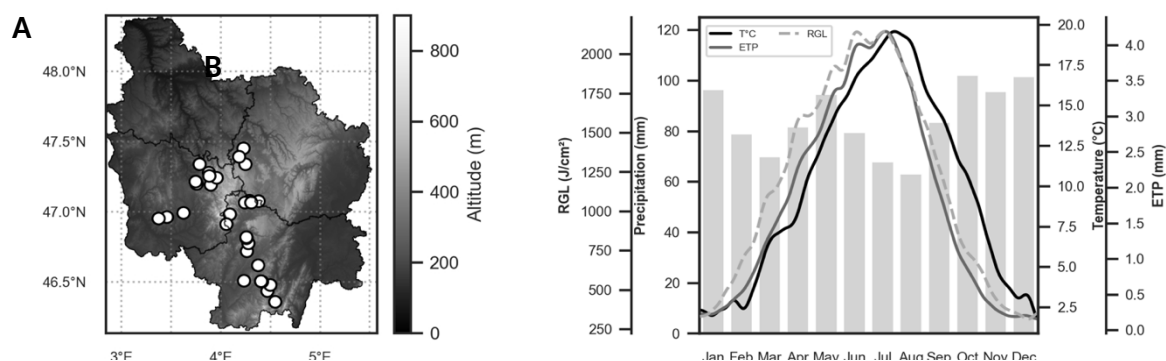 A
B
48.0°N
47.5°N
47.0°N
46.5°N
3°E 4°E 5°E
800
600
400
200
0
Altitude (m)
2000
1750
1500
1250
1000
750
500
250
RGL (J/cm²)
120
100
80
60
40
20
0
Precipitation (mm)
T°C
ETP
RGL
Jan Feb Mar Apr May Jun Jul Aug Sep Oct Nov Dec
20.0
17.5
15.0
12.5
10.0
7.5
5.0
2.5
Temperature (°C)
4.0
3.5
3.0
2.5
2.0
1.5
1.0
0.5
0.0
ETP (mm)